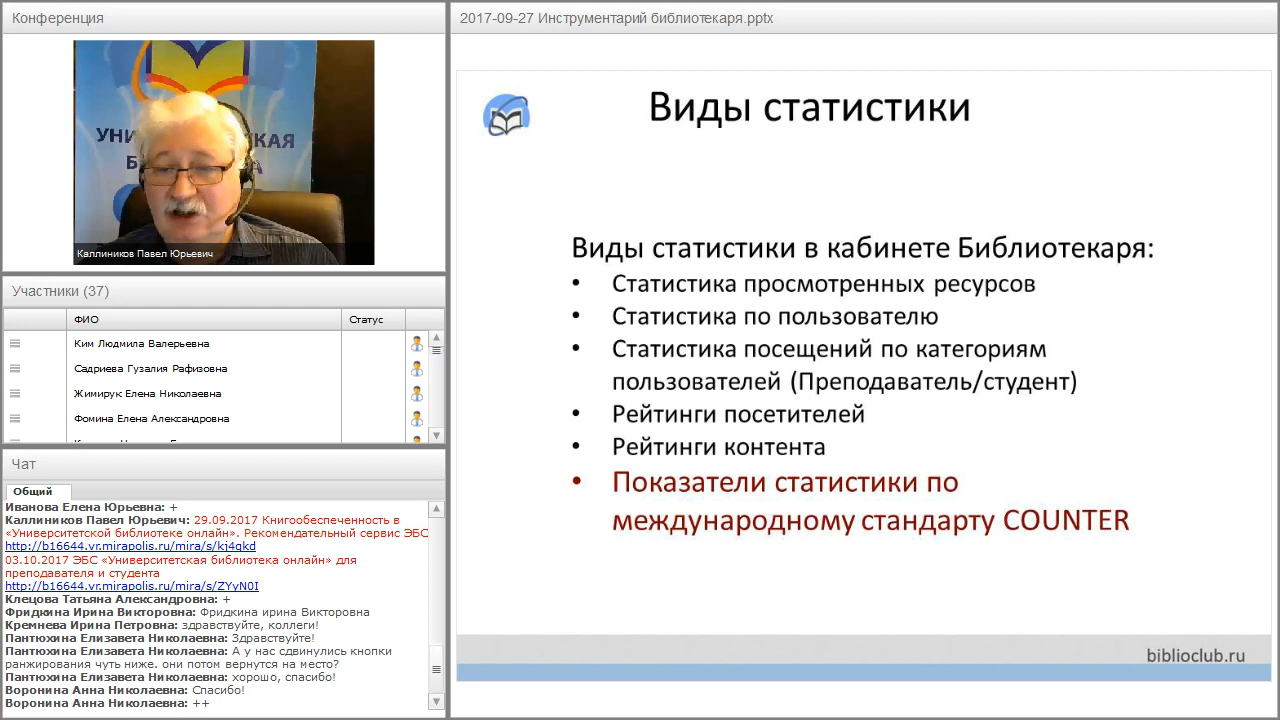 Конференция
УНИ
СКАЯ
Б
А
Каллиников Павел Юрьевич
Участники (37)
ФИО
Статус
Ким Людмила Валерьевна
Садриева Гузалия Рафизовна
Жимирук Елена Николаевна
Фомина Елена Александровна
Чат
Общий
Иванова Елена Юрьевна: +
Каллиников Павел Юрьевич: 29.09.2017 Книгообеспеченность в
«Университетской библиотеке онлайн». Рекомендательный сервис ЭБС
http://b16644.vr.mirapolis.ru/mira/s/kj4qkd
03.10.2017 ЭБС «Университетская библиотека онлайн» для
преподавателя и студента
http://b16644.vr.mirapolis.ru/mira/s/ZYyN0I
Клецова Татьяна Александровна: +
Фридкина Ирина Викторовна: Фридкина ирина Викторовна
Кремнева Ирина Петровна: здравствуйте, коллеги!
Пантюхина Елизавета Николаевна: Здравствуйте!
Пантюхина Елизавета Николаевна: А у нас сдвинулись кнопки
ранжирования чуть ниже. они потом вернутся на место?
Пантюхина Елизавета Николаевна: хорошо, спасибо!
Воронина Анна Николаевна: Спасибо!
Воронина Анна Николаевна: ++
2017-09-27 Инструментарий библиотекаря.pptx
Виды статистики
Виды статистики в кабинете Библиотекаря:
• Статистика просмотренных ресурсов
• Статистика по пользователю
• Статистика посещений по категориям
пользователей (Преподаватель/студент)
• Рейтинги посетителей
• Рейтинги контента
• Показатели статистики по
международному стандарту COUNTER
biblioclub.ru